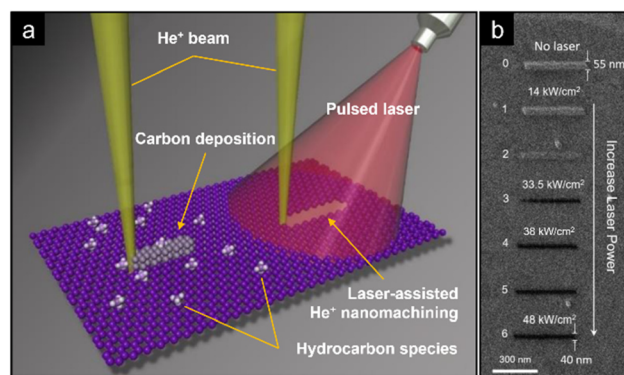 a
He⁺ beam
Pulsed laser
Carbon deposition
Laser-assisted
He⁺ nanomachining
Hydrocarbon species
b
No laser
0
55 nm
14 kW/cm²
1
2
33.5 kW/cm²
3
38 kW/cm²
4
5
48 kW/cm²
6
Increase Laser Power
300 nm
40 nm